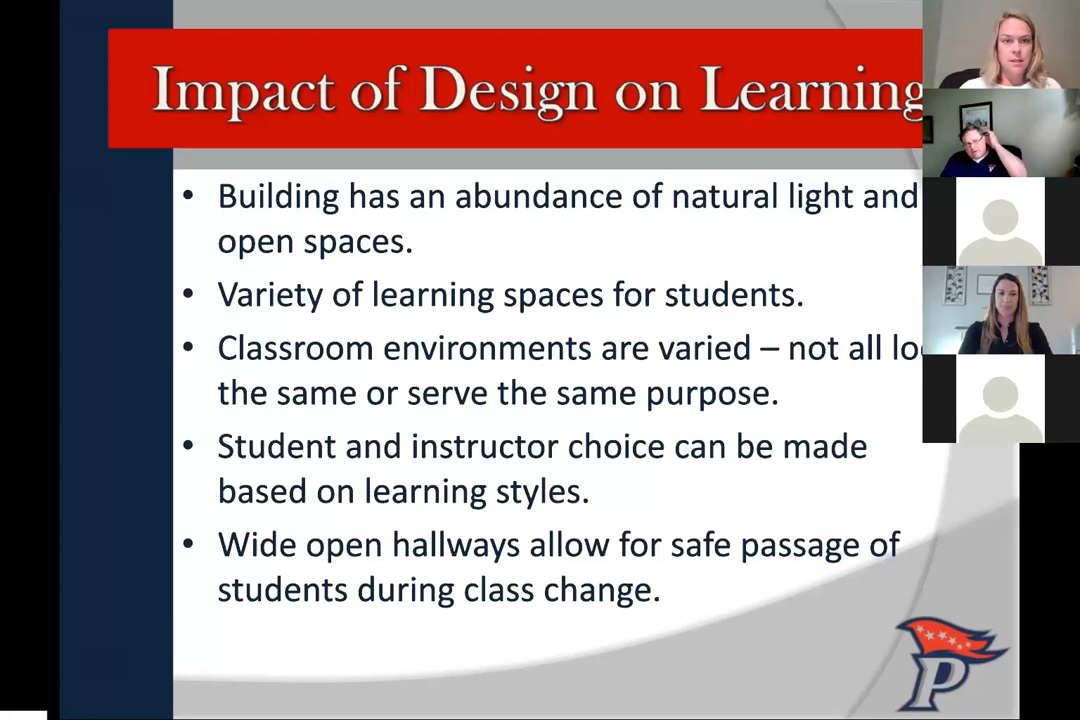 Impact of Design on Learning
• Building has an abundance of natural light and
open spaces.
• Variety of learning spaces for students.
• Classroom environments are varied – not all
the same or serve the same purpose.
• Student and instructor choice can be made
based on learning styles.
• Wide open hallways allow for safe passage of
students during class change.
P